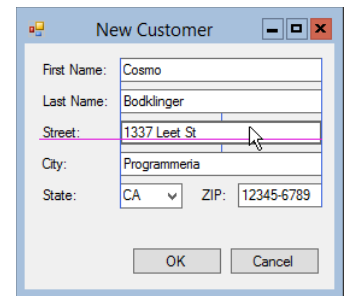 New Customer
First Name: Cosmo
Last Name: Bodklinger
Street: 1337 Leet St
City: Programmeria
State: CA ZIP: 12345-6789
OK Cancel